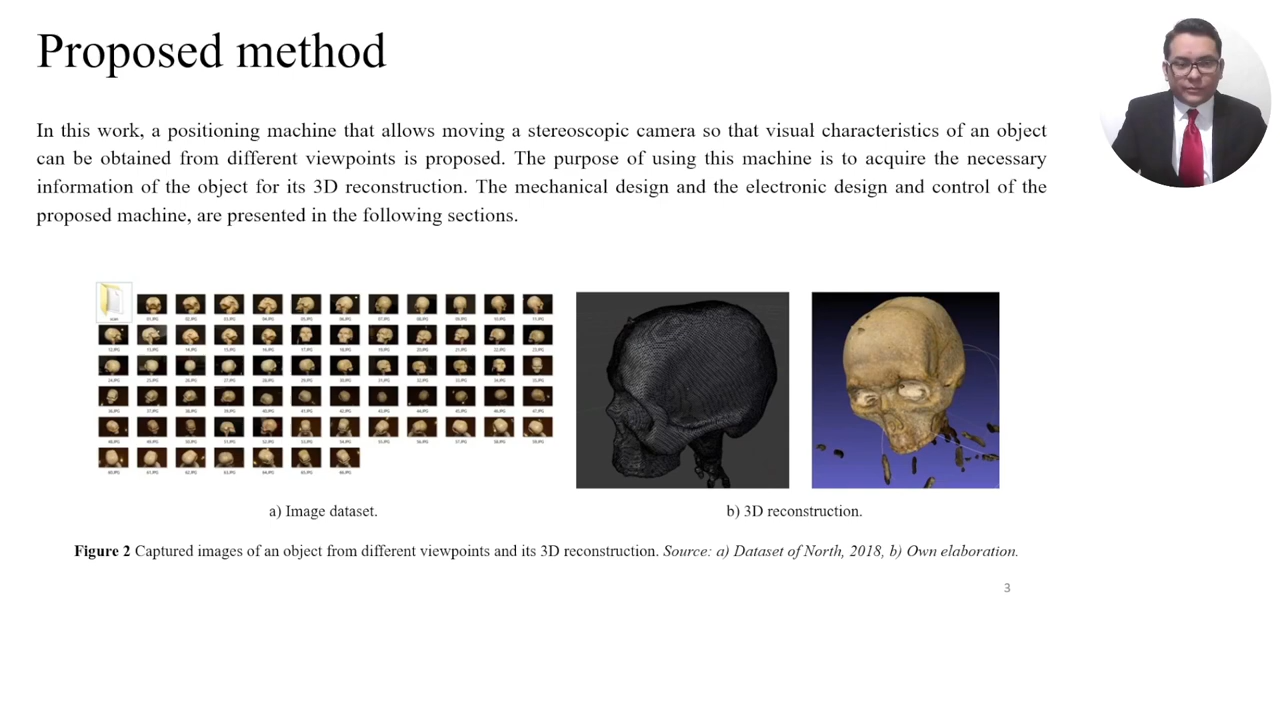 Proposed method
In this work, a positioning machine that allows moving a stereoscopic camera so that visual characteristics of an object
can be obtained from different viewpoints is proposed. The purpose of using this machine is to acquire the necessary
information of the object for its 3D reconstruction. The mechanical design and the electronic design and control of the
proposed machine, are presented in the following sections.
a) Image dataset.
b) 3D reconstruction.
Figure 2 Captured images of an object from different viewpoints and its 3D reconstruction. Source: a) Dataset of North, 2018, b) Own elaboration.
3